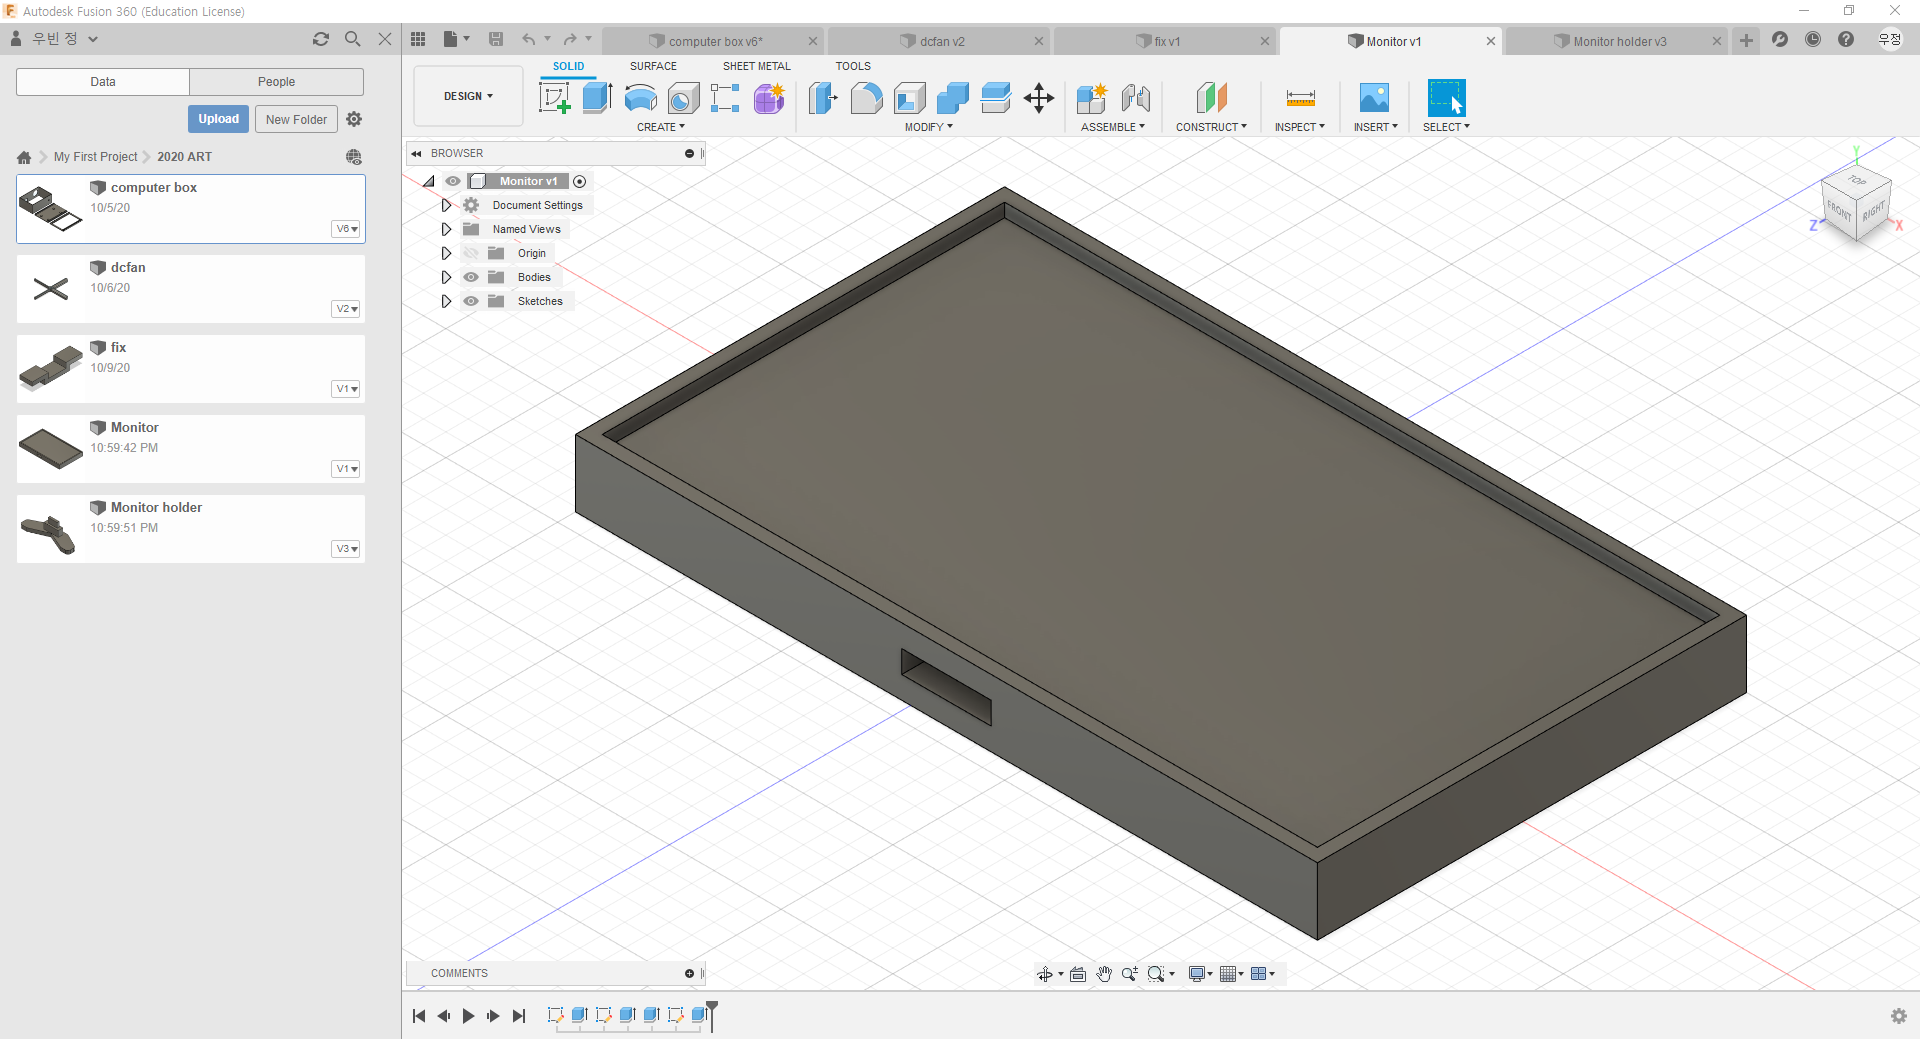 Autodesk Fusion 360 (Education License)
우빈 정
Data
People
Upload
New Folder
My First Project
2020 ART
computer box
10/5/20
V6
dcfan
10/6/20
V2
fix
10/9/20
V1
Monitor
10:59:42 PM
V1
Monitor holder
10:59:51 PM
V3
computer box v6*
dcfan v2
fix v1
Monitor v1
Monitor holder v3
우정
DESIGN
SOLID
SURFACE
SHEET METAL
TOOLS
CREATE
MODIFY
ASSEMBLE
CONSTRUCT
INSPECT
INSERT
SELECT
BROWSER
Monitor v1
Document Settings
Named Views
Origin
Bodies
Sketches
Y
TOP
FRONT
RIGHT
Z
X
COMMENTS